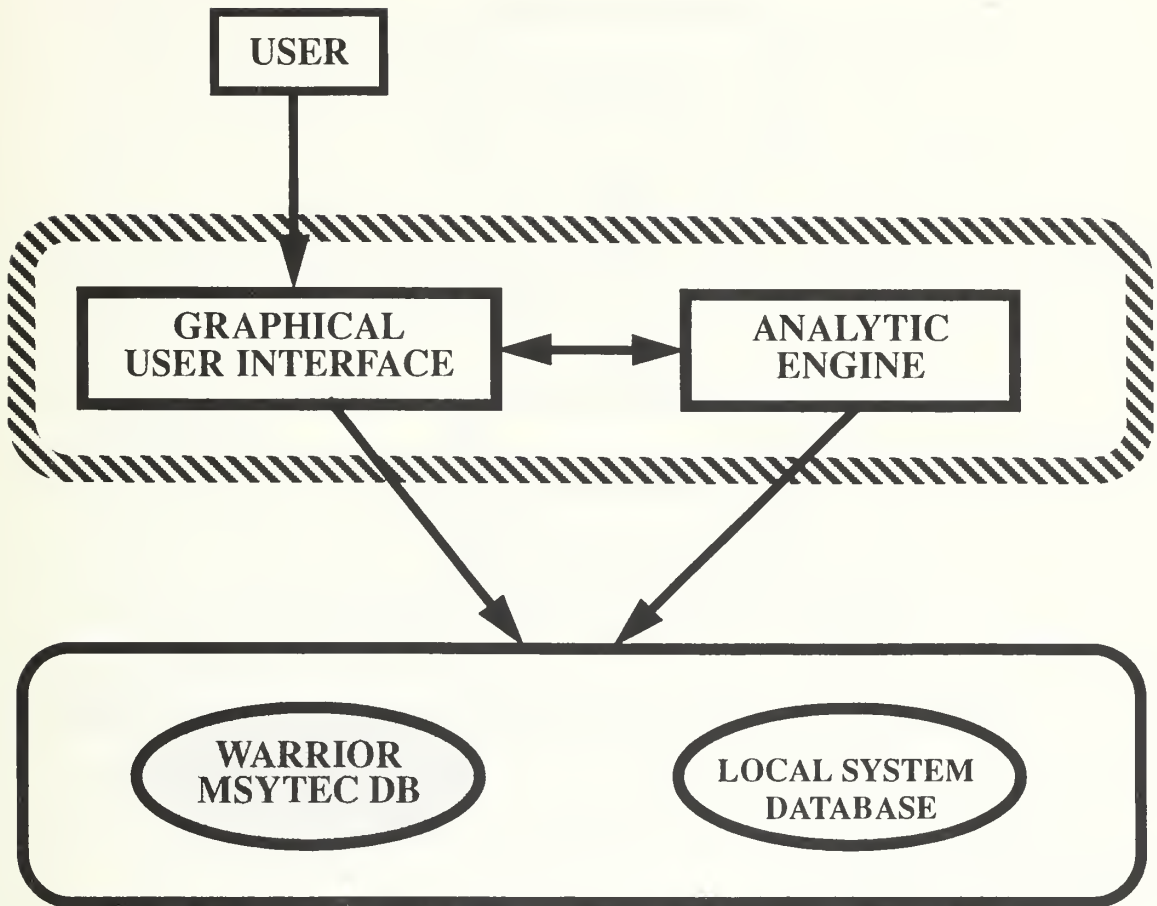 USER
GRAPHICAL
USER INTERFACE
ANALYTIC
ENGINE
WARRIOR
MSYTEC DB
LOCAL SYSTEM
DATABASE